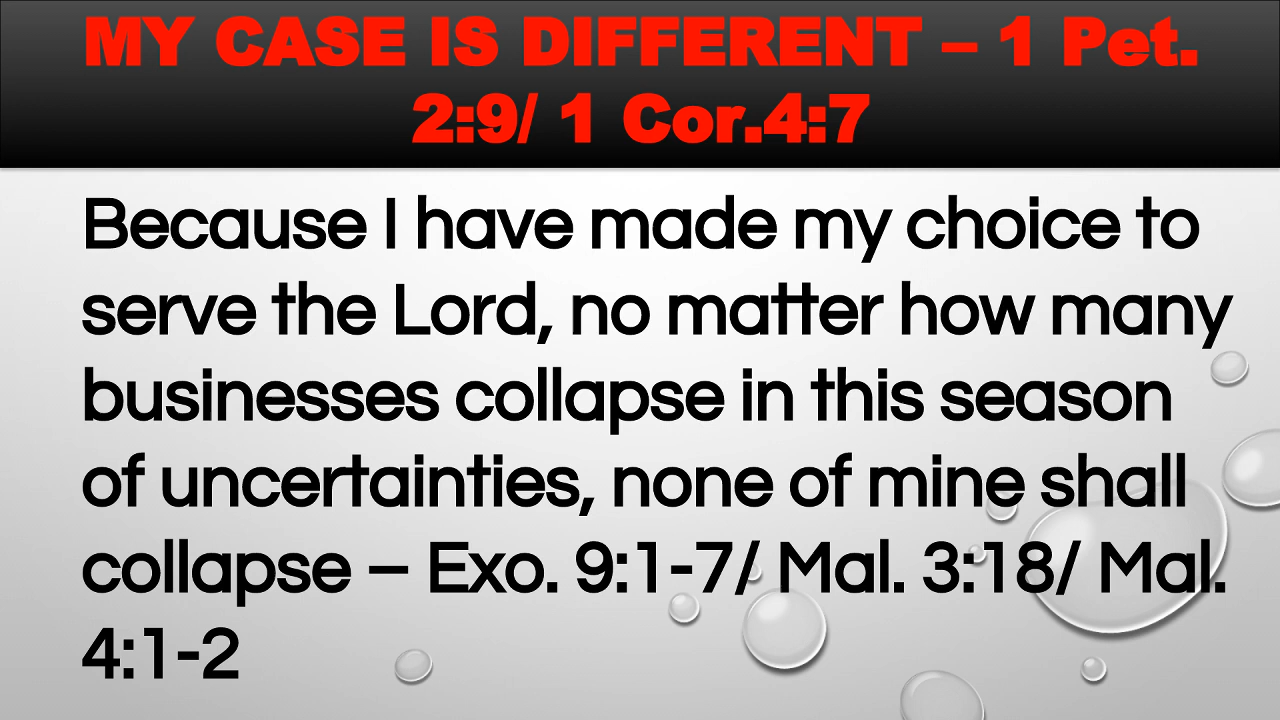 MY CASE IS DIFFERENT – 1 Pet.
2:9/ 1 Cor.4:7
Because I have made my choice to
serve the Lord, no matter how many
businesses collapse in this season
of uncertainties, none of mine shall
collapse – Exo. 9:1-7/ Mal. 3:18/ Mal.
4:1-2